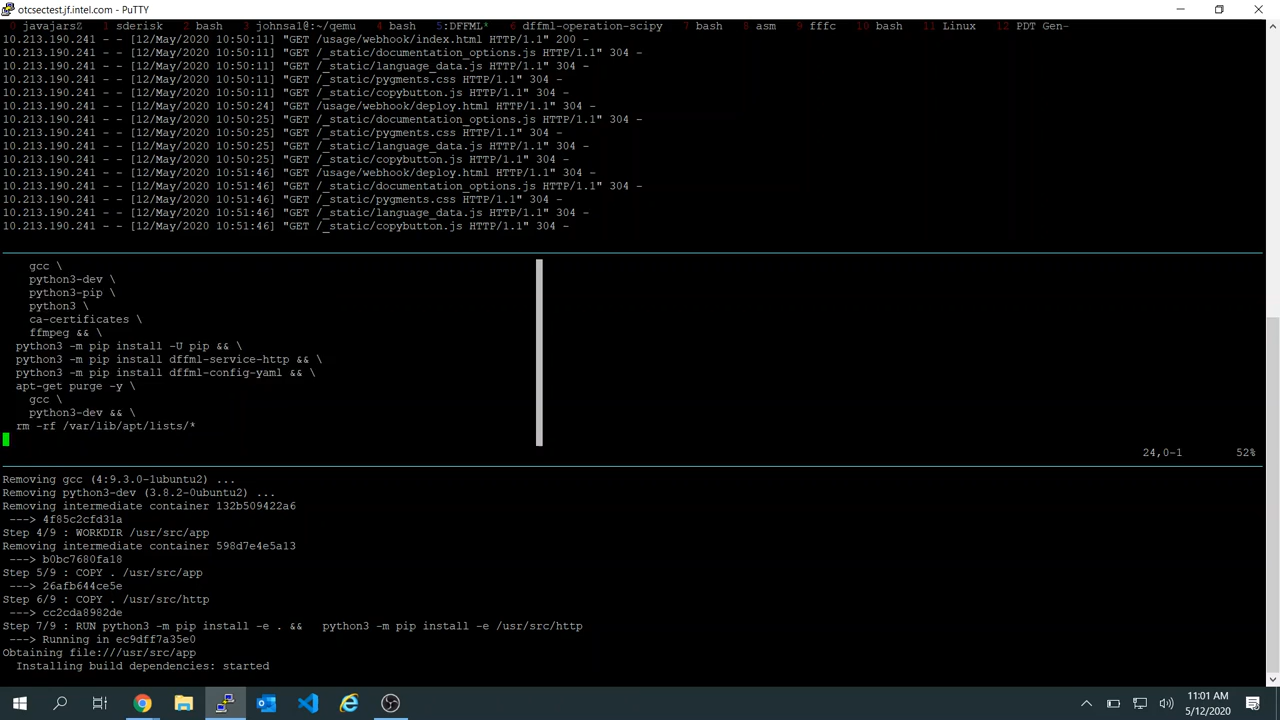 otcsectest.jf.intel.com - PuTTY
0 javajarsZ 1 sderisk 2 bash 3 johnsa1@:~/qemu 4 bash 5:DFFML* 6 dffml-operation-scipy 7 bash 8 asm 9 fffc 10 bash 11 Linux 12 PDT Gen-
10.213.190.241 - - [12/May/2020 10:50:11] "GET /usage/webhook/index.html HTTP/1.1" 200 -
10.213.190.241 - - [12/May/2020 10:50:11] "GET /_static/documentation_options.js HTTP/1.1" 304 -
10.213.190.241 - - [12/May/2020 10:50:11] "GET /_static/language_data.js HTTP/1.1" 304 -
10.213.190.241 - - [12/May/2020 10:50:11] "GET /_static/pygments.css HTTP/1.1" 304 -
10.213.190.241 - - [12/May/2020 10:50:11] "GET /_static/copybutton.js HTTP/1.1" 304 -
10.213.190.241 - - [12/May/2020 10:50:24] "GET /usage/webhook/deploy.html HTTP/1.1" 304 -
10.213.190.241 - - [12/May/2020 10:50:25] "GET /_static/documentation_options.js HTTP/1.1" 304 -
10.213.190.241 - - [12/May/2020 10:50:25] "GET /_static/pygments.css HTTP/1.1" 304 -
10.213.190.241 - - [12/May/2020 10:50:25] "GET /_static/language_data.js HTTP/1.1" 304 -
10.213.190.241 - - [12/May/2020 10:50:25] "GET /_static/copybutton.js HTTP/1.1" 304 -
10.213.190.241 - - [12/May/2020 10:51:46] "GET /usage/webhook/deploy.html HTTP/1.1" 304 -
10.213.190.241 - - [12/May/2020 10:51:46] "GET /_static/documentation_options.js HTTP/1.1" 304 -
10.213.190.241 - - [12/May/2020 10:51:46] "GET /_static/pygments.css HTTP/1.1" 304 -
10.213.190.241 - - [12/May/2020 10:51:46] "GET /_static/language_data.js HTTP/1.1" 304 -
10.213.190.241 - - [12/May/2020 10:51:46] "GET /_static/copybutton.js HTTP/1.1" 304 -
gcc \
python3-dev \
python3-pip \
python3 \
ca-certificates \
ffmpeg && \
python3 -m pip install -U pip && \
python3 -m pip install dffml-service-http && \
python3 -m pip install dffml-config-yaml && \
apt-get purge -y \
gcc \
python3-dev && \
rm -rf /var/lib/apt/lists/*
24,0-1 52%
Removing gcc (4:9.3.0-1ubuntu2) ...
Removing python3-dev (3.8.2-0ubuntu2) ...
Removing intermediate container 132b509422a6
---> 4f85c2cfd31a
Step 4/9 : WORKDIR /usr/src/app
Removing intermediate container 598d7e4e5a13
---> b0bc7680fa18
Step 5/9 : COPY . /usr/src/app
---> 26afb644ce5e
Step 6/9 : COPY . /usr/src/http
---> cc2cda8982de
Step 7/9 : RUN python3 -m pip install -e . && python3 -m pip install -e /usr/src/http
---> Running in ec9dff7a35e0
Obtaining file:///usr/src/app
Installing build dependencies: started
11:01 AM
5/12/2020